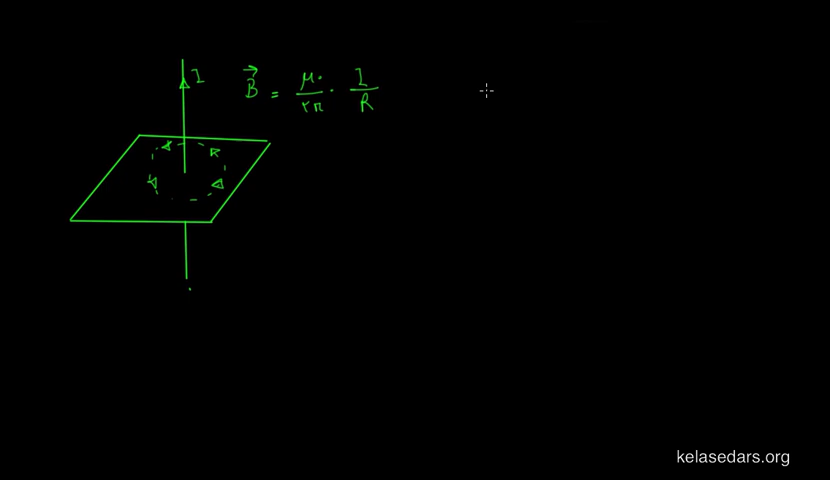 I
B⃗ = μ۰/۲π · I/R
kelasedars.org